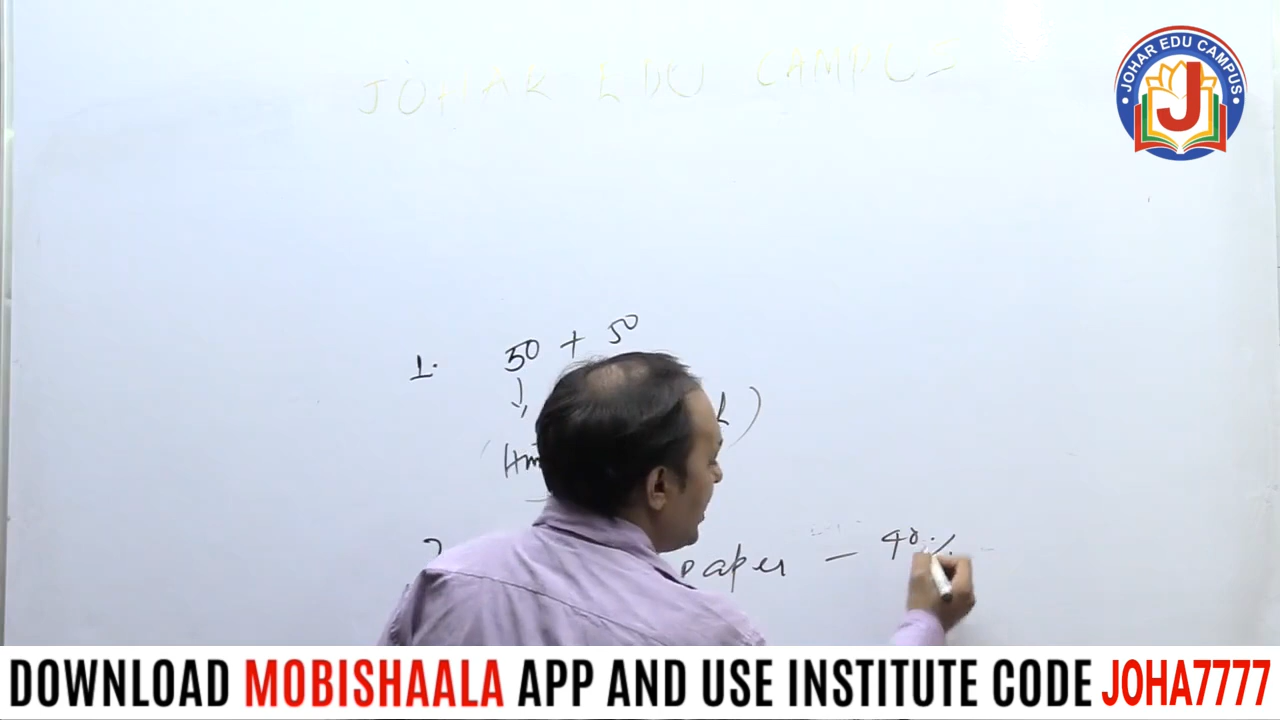 JOHAR EDU CAMPUS
JOHAR EDU CAMPUS
J
1. 50 + 50
paper - 40%
DOWNLOAD MOBISHAALA APP AND USE INSTITUTE CODE JOHA7777